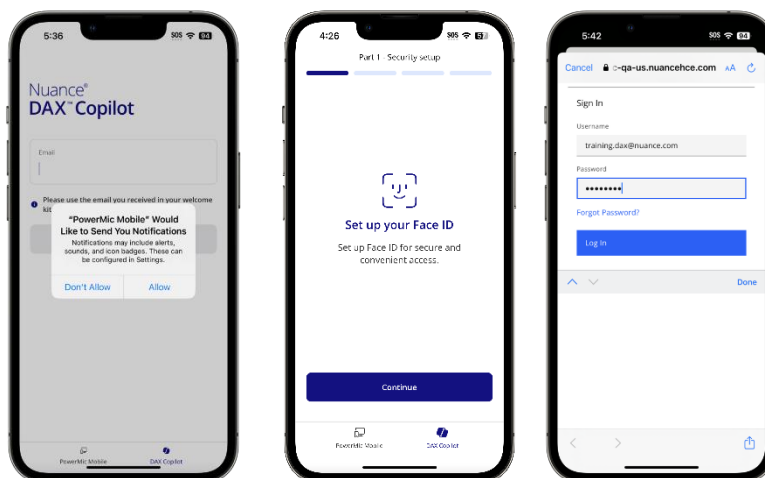 5:36
SOS
94
Nuance®
DAX™ Copilot
Email
Please use the email you received in your welcome
"PowerMic Mobile" Would
Like to Send You Notifications
Notifications may include alerts,
sounds, and icon badges. These can
be configured in Settings.
Don't Allow
Allow
PowerMic Mobile
DAX Copilot
4:26
SOS
Part 1 - Security setup
Set up your Face ID
Set up Face ID for secure and
convenient access.
Continue
PowerMic Mobile
DAX Copilot
5:42
SOS
94
Cancel
-qa-us.nuancehce.com
AA
Sign In
Username
training.dax@nuance.com
Password
Forgot Password?
Log In
Done